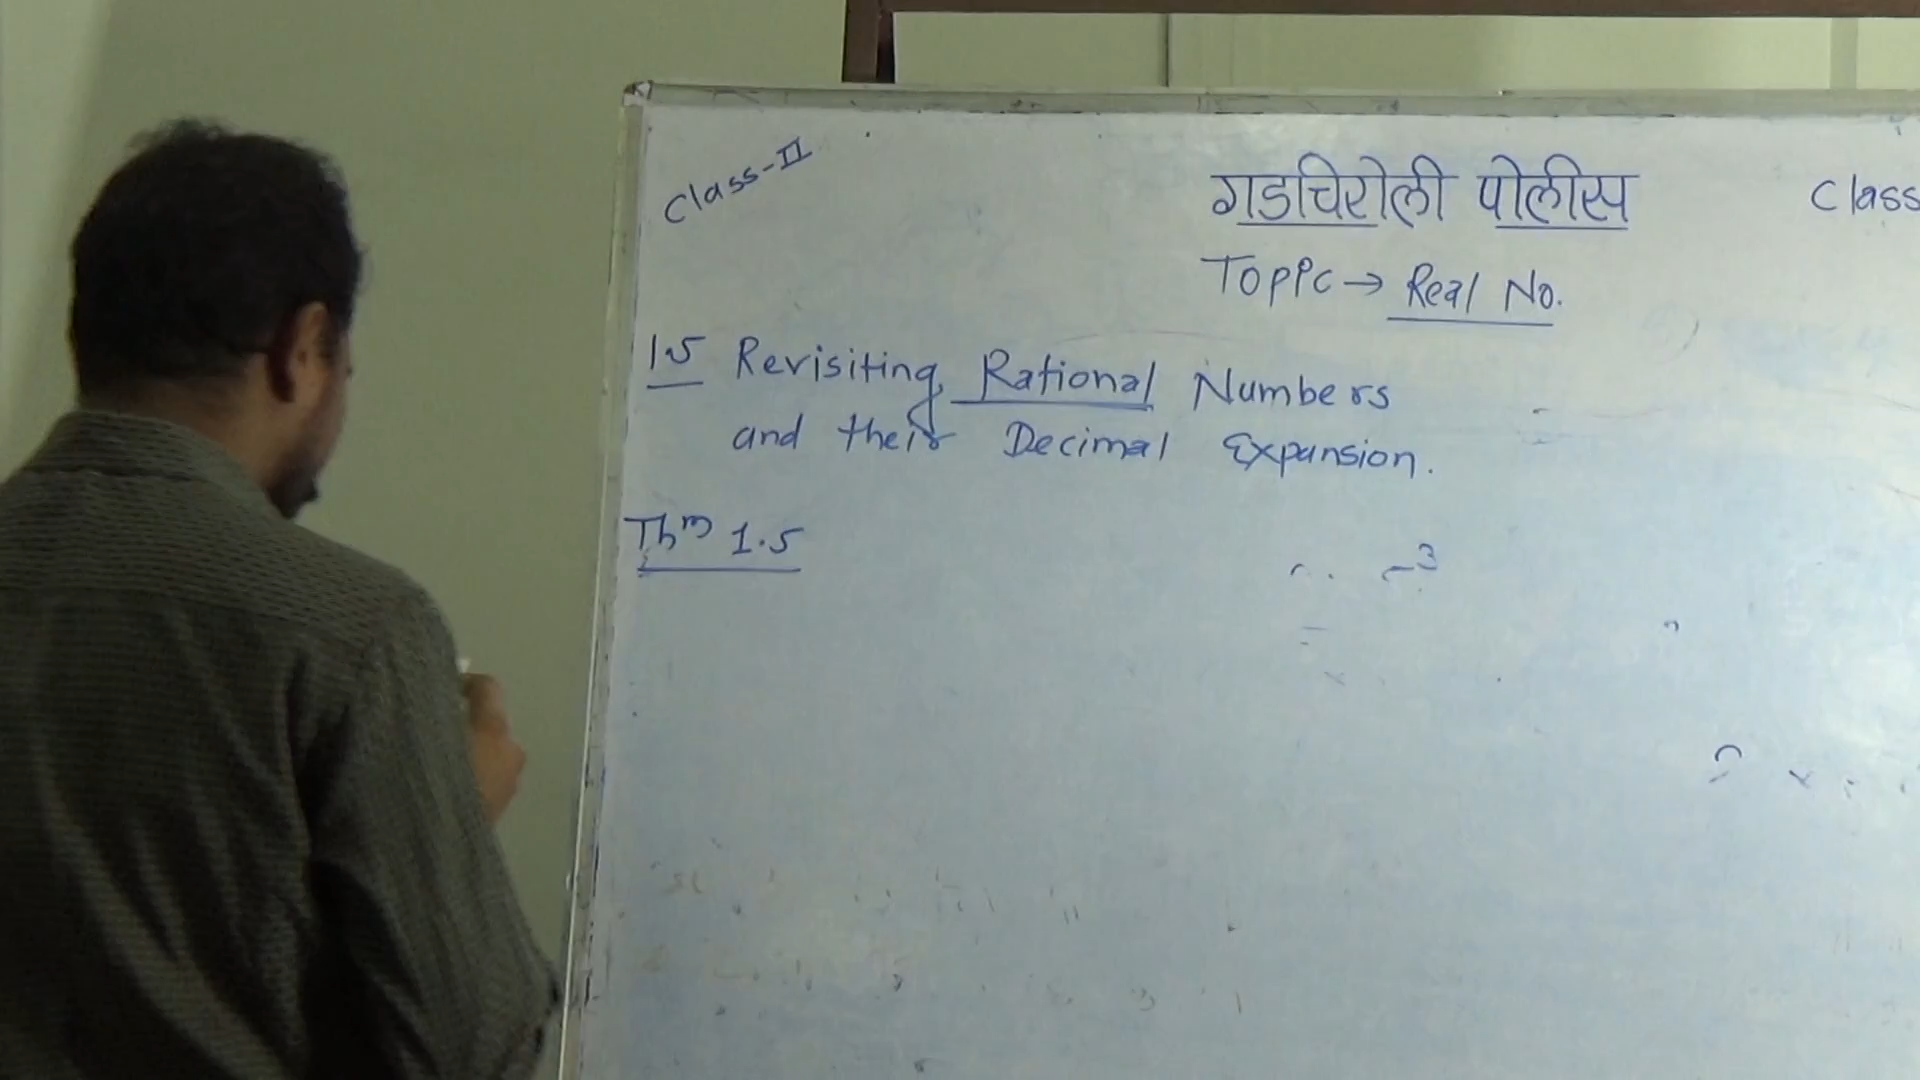 Class-II
गडचिरोली पोलीस
Class
Topic → Real No.
1.5 Revisiting Rational Numbers
and their Decimal Expansion.
Thm 1.5